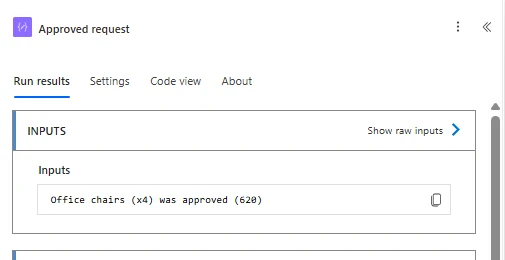 Approved request
Run results Settings Code view About
INPUTS Show raw inputs
Inputs
Office chairs (x4) was approved (620)